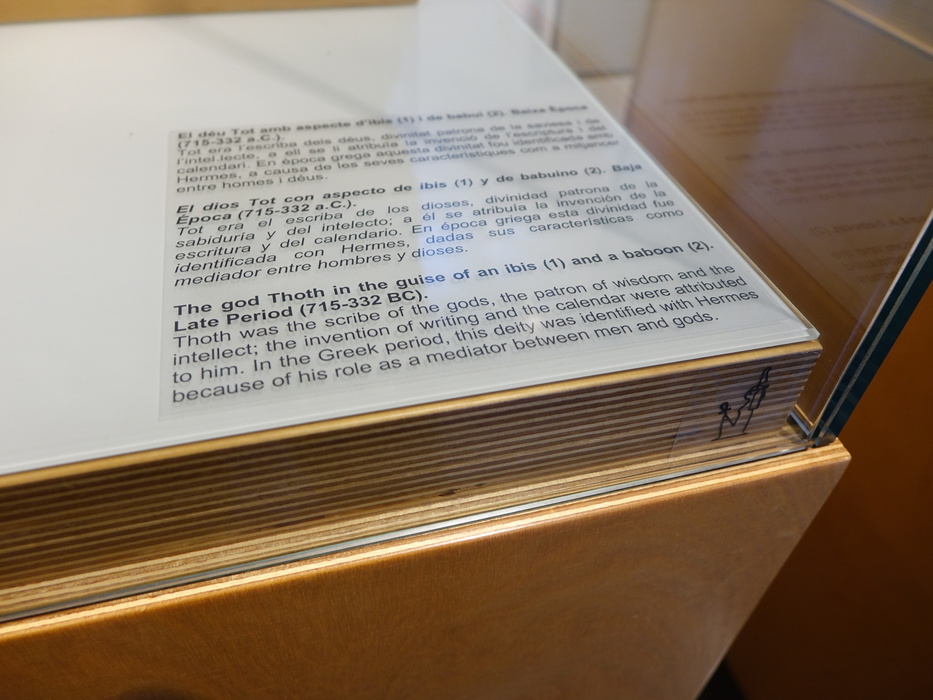 El déu Tot amb aspecte d'ibis (1) i de babuí (2). Baixa Època
(715-332 a.C.).
Tot era l'escriba dels déus, divinitat patrona de la saviesa i de
l'intel.lecte, a ell se li atribuïa la invenció de l'escriptura i del
calendari. En època grega aquesta divinitat fou identificada amb
Hermes, a causa de les seves característiques com a mitjancer
entre homes i déus.
El dios Tot con aspecto de ibis (1) y de babuino (2). Baja
Época (715-332 a.C.).
Tot era el escriba de los dioses, divinidad patrona de la
sabiduría y del intelecto; a él se atribuía la invención de la
escritura y del calendario. En época griega esta divinidad fue
identificada con Hermes, dadas sus características como
mediador entre hombres y dioses.
The god Thoth in the guise of an ibis (1) and a baboon (2).
Late Period (715-332 BC).
Thoth was the scribe of the gods, the patron of wisdom and the
intellect; the invention of writing and the calendar were attributed
to him. In the Greek period, this deity was identified with Hermes
because of his role as a mediator between men and gods.